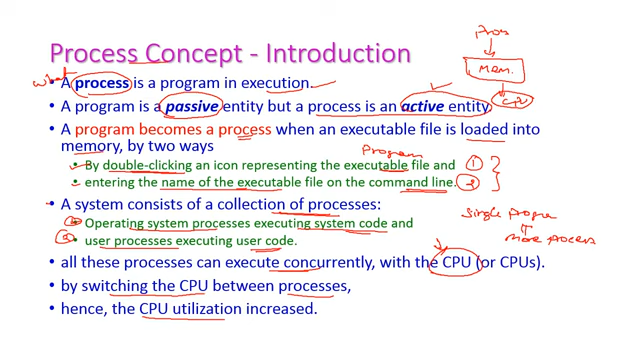 Process Concept - Introduction
what
• A process is a program in execution.
• A program is a passive entity but a process is an active entity.
• A program becomes a process when an executable file is loaded into
memory, by two ways
Program
• By double-clicking an icon representing the executable file and
• entering the name of the executable file on the command line.
• A system consists of a collection of processes:
• Operating system processes executing system code and
• user processes executing user code.
• all these processes can execute concurrently, with the CPU (or CPUs).
• by switching the CPU between processes,
• hence, the CPU utilization increased.
Mem.
CPU
1
2
Single
more process